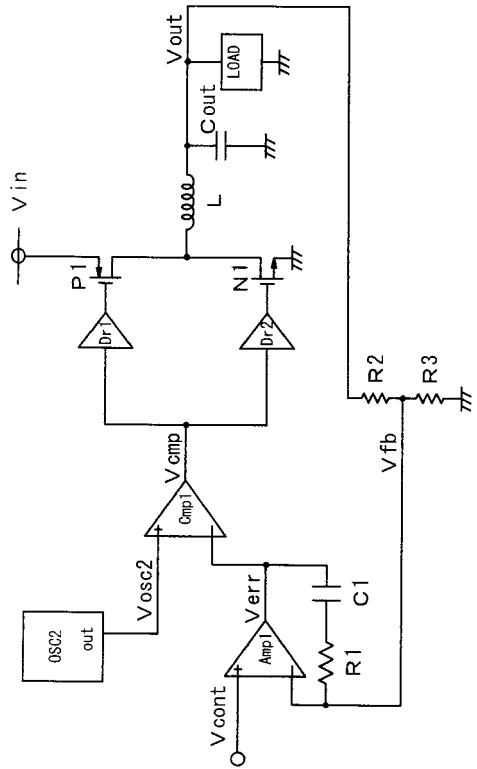 Vin
P1
Dr1
Dr2
N1
L
Cout
Vout
LOAD
OSC2
out
Vosc2
+
−
Cmp1
Vcmp
Vcont
+
−
Amp1
Verr
R1
C1
Vfb
R2
R3